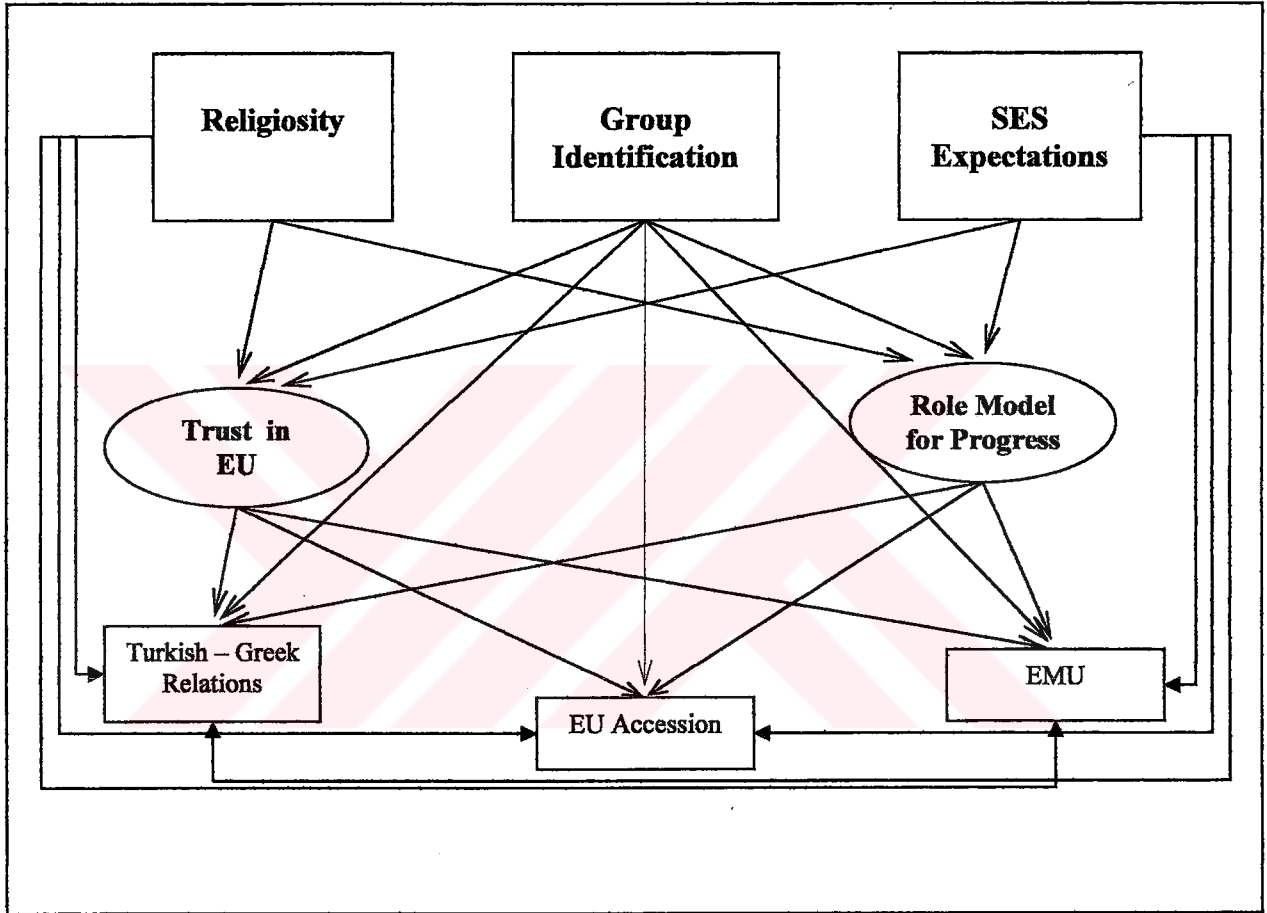 Religiosity
Group
Identification
SES
Expectations
Trust in
EU
Role Model
for Progress
Turkish – Greek
Relations
EU Accession
EMU